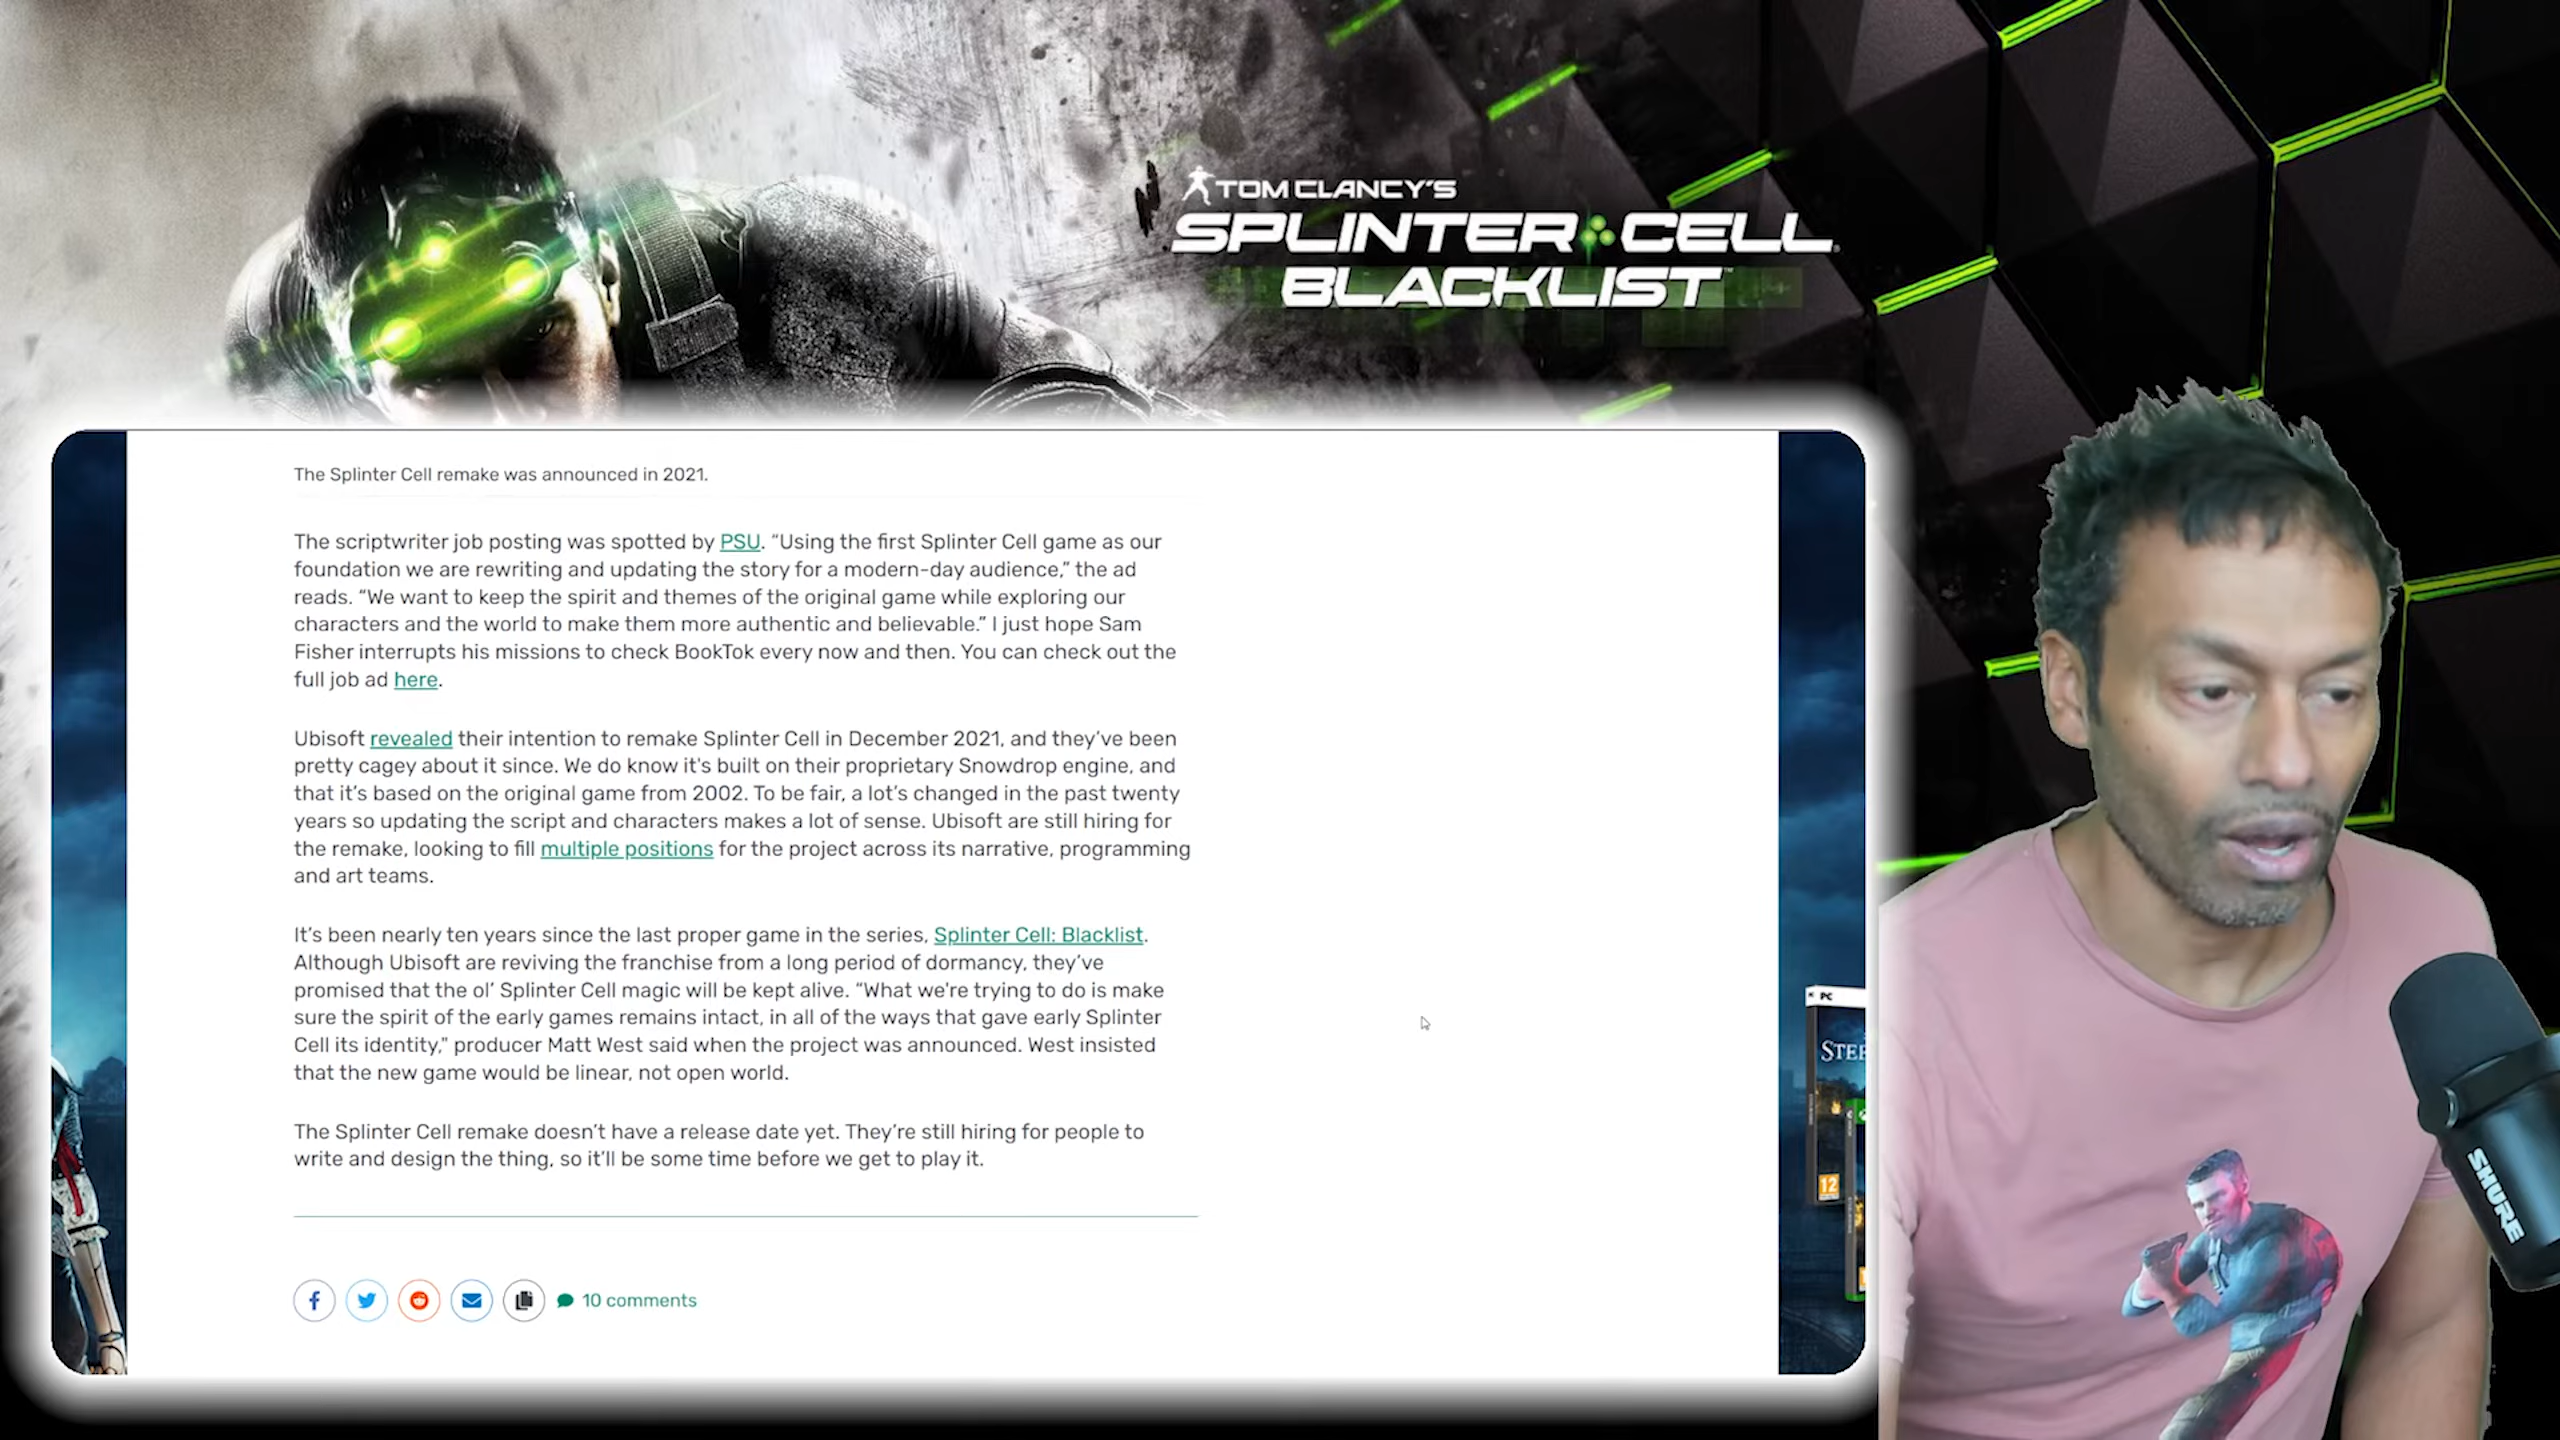 TOM CLANCY'S
SPLINTER CELL
BLACKLIST
The Splinter Cell remake was announced in 2021.
The scriptwriter job posting was spotted by PSU. “Using the first Splinter Cell game as our
foundation we are rewriting and updating the story for a modern-day audience,” the ad
reads. “We want to keep the spirit and themes of the original game while exploring our
characters and the world to make them more authentic and believable.” I just hope Sam
Fisher interrupts his missions to check BookTok every now and then. You can check out the
full job ad here.
Ubisoft revealed their intention to remake Splinter Cell in December 2021, and they’ve been
pretty cagey about it since. We do know it's built on their proprietary Snowdrop engine, and
that it’s based on the original game from 2002. To be fair, a lot’s changed in the past twenty
years so updating the script and characters makes a lot of sense. Ubisoft are still hiring for
the remake, looking to fill multiple positions for the project across its narrative, programming
and art teams.
It’s been nearly ten years since the last proper game in the series, Splinter Cell: Blacklist.
Although Ubisoft are reviving the franchise from a long period of dormancy, they’ve
promised that the ol’ Splinter Cell magic will be kept alive. “What we're trying to do is make
sure the spirit of the early games remains intact, in all of the ways that gave early Splinter
Cell its identity,” producer Matt West said when the project was announced. West insisted
that the new game would be linear, not open world.
The Splinter Cell remake doesn’t have a release date yet. They’re still hiring for people to
write and design the thing, so it’ll be some time before we get to play it.
10 comments
PC
STEE
12
SHURE